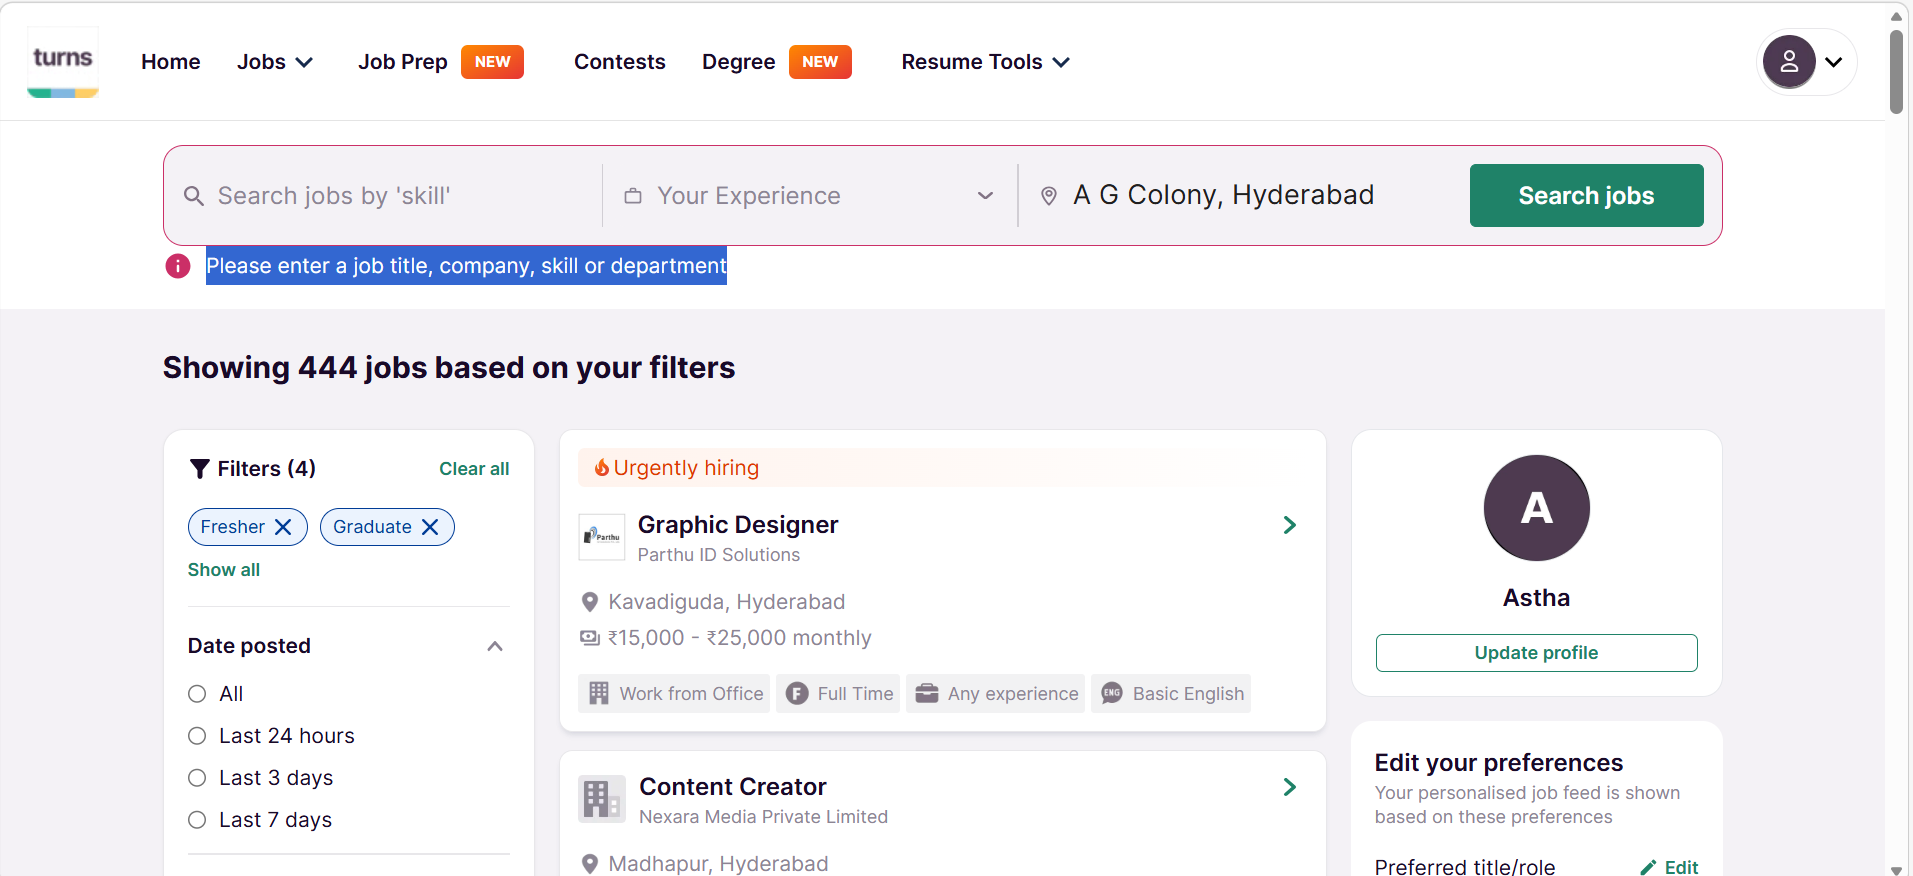 turns
Home
Jobs
Job Prep NEW
Contests
Degree NEW
Resume Tools
Search jobs by 'skill'
Your Experience
A G Colony, Hyderabad
Search jobs
Please enter a job title, company, skill or department
Showing 444 jobs based on your filters
Filters (4)
Clear all
Fresher
Graduate
Show all
Date posted
All
Last 24 hours
Last 3 days
Last 7 days
Urgently hiring
Parthu
Graphic Designer
Parthu ID Solutions
Kavadiguda, Hyderabad
₹15,000 - ₹25,000 monthly
Work from Office
F Full Time
Any experience
ENG Basic English
Content Creator
Nexara Media Private Limited
Madhapur, Hyderabad
A
Astha
Update profile
Edit your preferences
Your personalised job feed is shown
based on these preferences
Preferred title/role
Edit